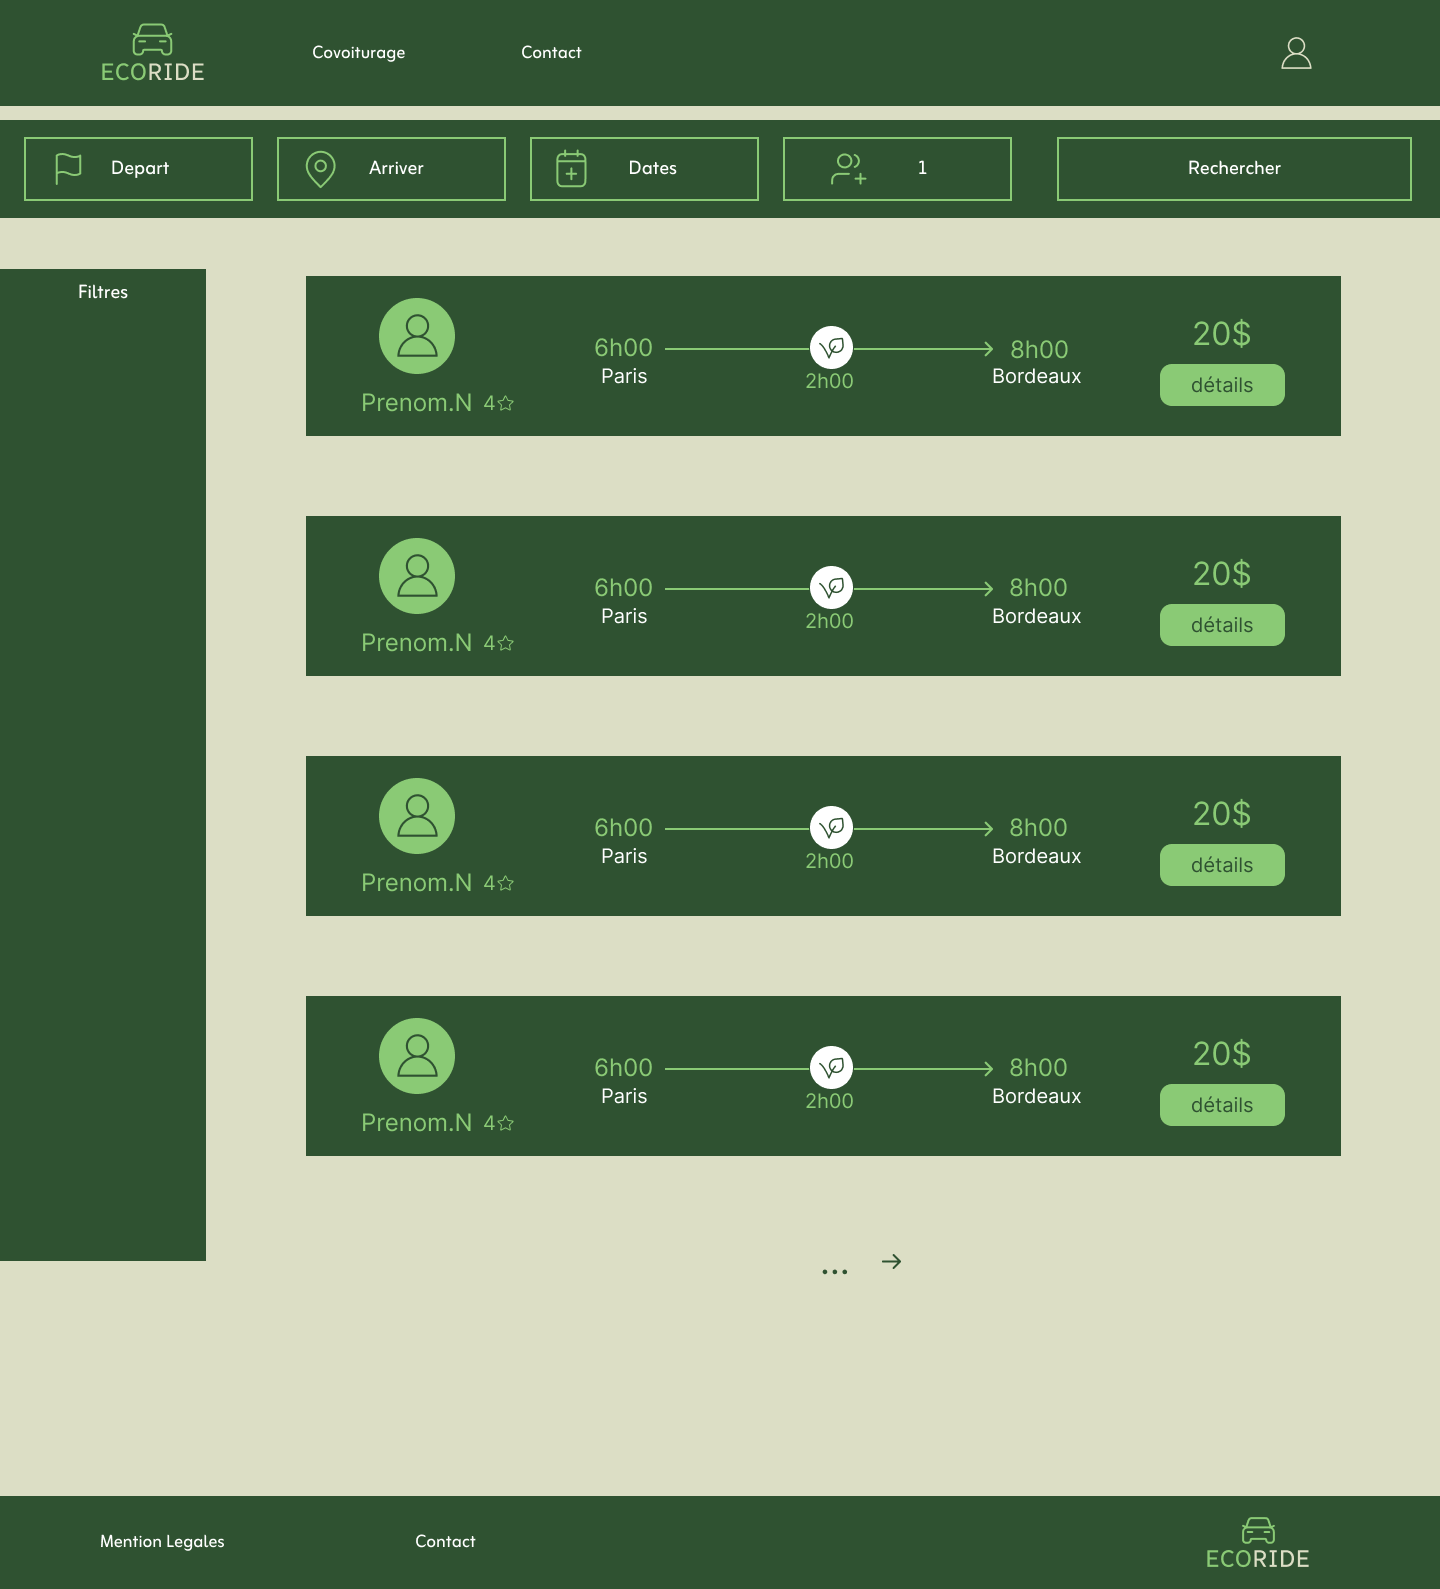 ECORIDE
Covoiturage
Contact
Depart
Arriver
Dates
1
Rechercher
Filtres
6h00
Paris
2h00
8h00
Bordeaux
20$
détails
Prenom.N 4
6h00
Paris
2h00
8h00
Bordeaux
20$
détails
Prenom.N 4
6h00
Paris
2h00
8h00
Bordeaux
20$
détails
Prenom.N 4
6h00
Paris
2h00
8h00
Bordeaux
20$
détails
Prenom.N 4
...
Mention Legales
Contact
ECORIDE